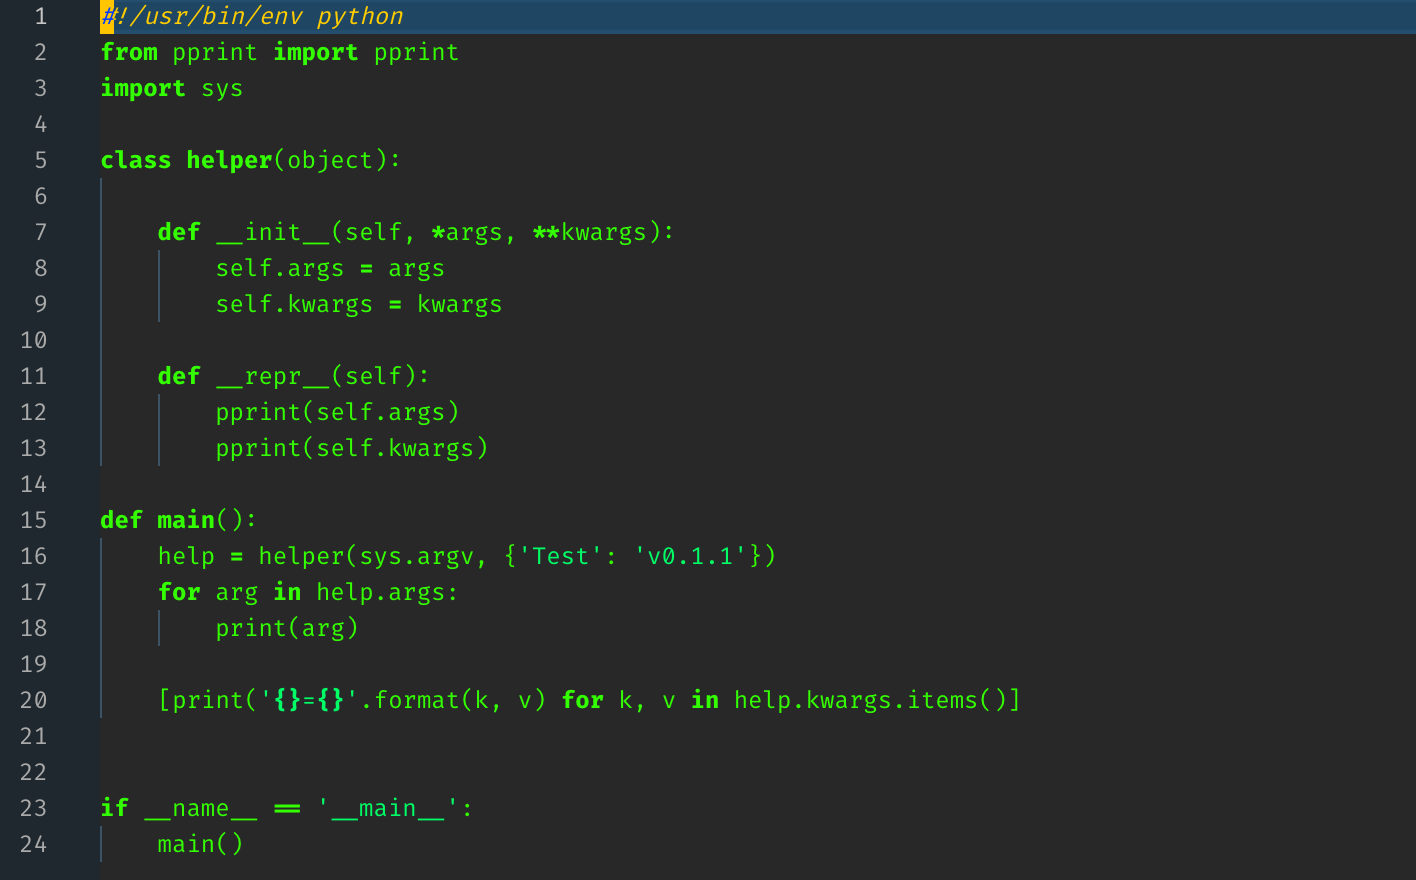 1 #!/usr/bin/env python
2 from pprint import pprint
3 import sys
4
5 class helper(object):
6
7     def __init__(self, *args, **kwargs):
8         self.args = args
9         self.kwargs = kwargs
10
11     def __repr__(self):
12         pprint(self.args)
13         pprint(self.kwargs)
14
15 def main():
16     help = helper(sys.argv, {'Test': 'v0.1.1'})
17     for arg in help.args:
18         print(arg)
19
20     [print('{}={}'.format(k, v) for k, v in help.kwargs.items()]
21
22
23 if __name__ == '__main__':
24     main()